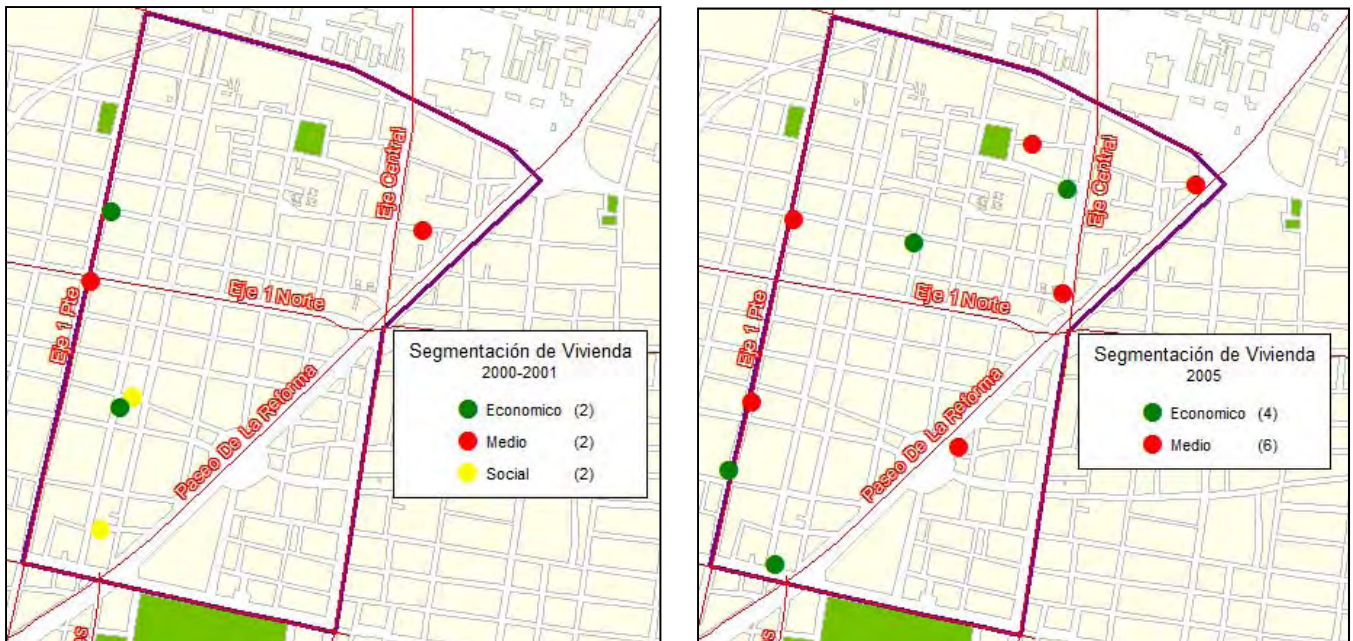 Eje Central
Eje 1 Norte
Eje 1 Pte
Paseo De La Reforma
Segmentación de Vivienda
2000-2001
Economico (2)
Medio (2)
Social (2)
Eje Central
Eje 1 Norte
Eje 1 Pte
Paseo De La Reforma
Segmentación de Vivienda
2005
Economico (4)
Medio (6)